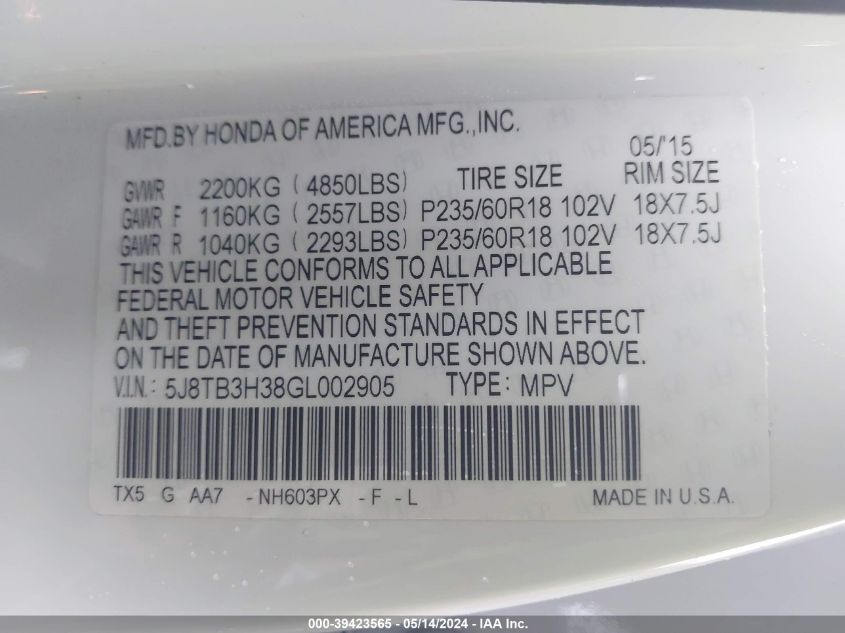 MFD.BY HONDA OF AMERICA MFG.,INC.
05/'15
GVWR 2200KG ( 4850LBS) TIRE SIZE RIM SIZE
GAWR F 1160KG ( 2557LBS) P235/60R18 102V 18X7.5J
GAWR R 1040KG ( 2293LBS) P235/60R18 102V 18X7.5J
THIS VEHICLE CONFORMS TO ALL APPLICABLE
FEDERAL MOTOR VEHICLE SAFETY
AND THEFT PREVENTION STANDARDS IN EFFECT
ON THE DATE OF MANUFACTURE SHOWN ABOVE.
V.I.N.: 5J8TB3H38GL002905 TYPE: MPV
TX5 G AA7 -NH603PX -F -L MADE IN U.S.A.
000-39423565 - 05/14/2024 - IAA Inc.